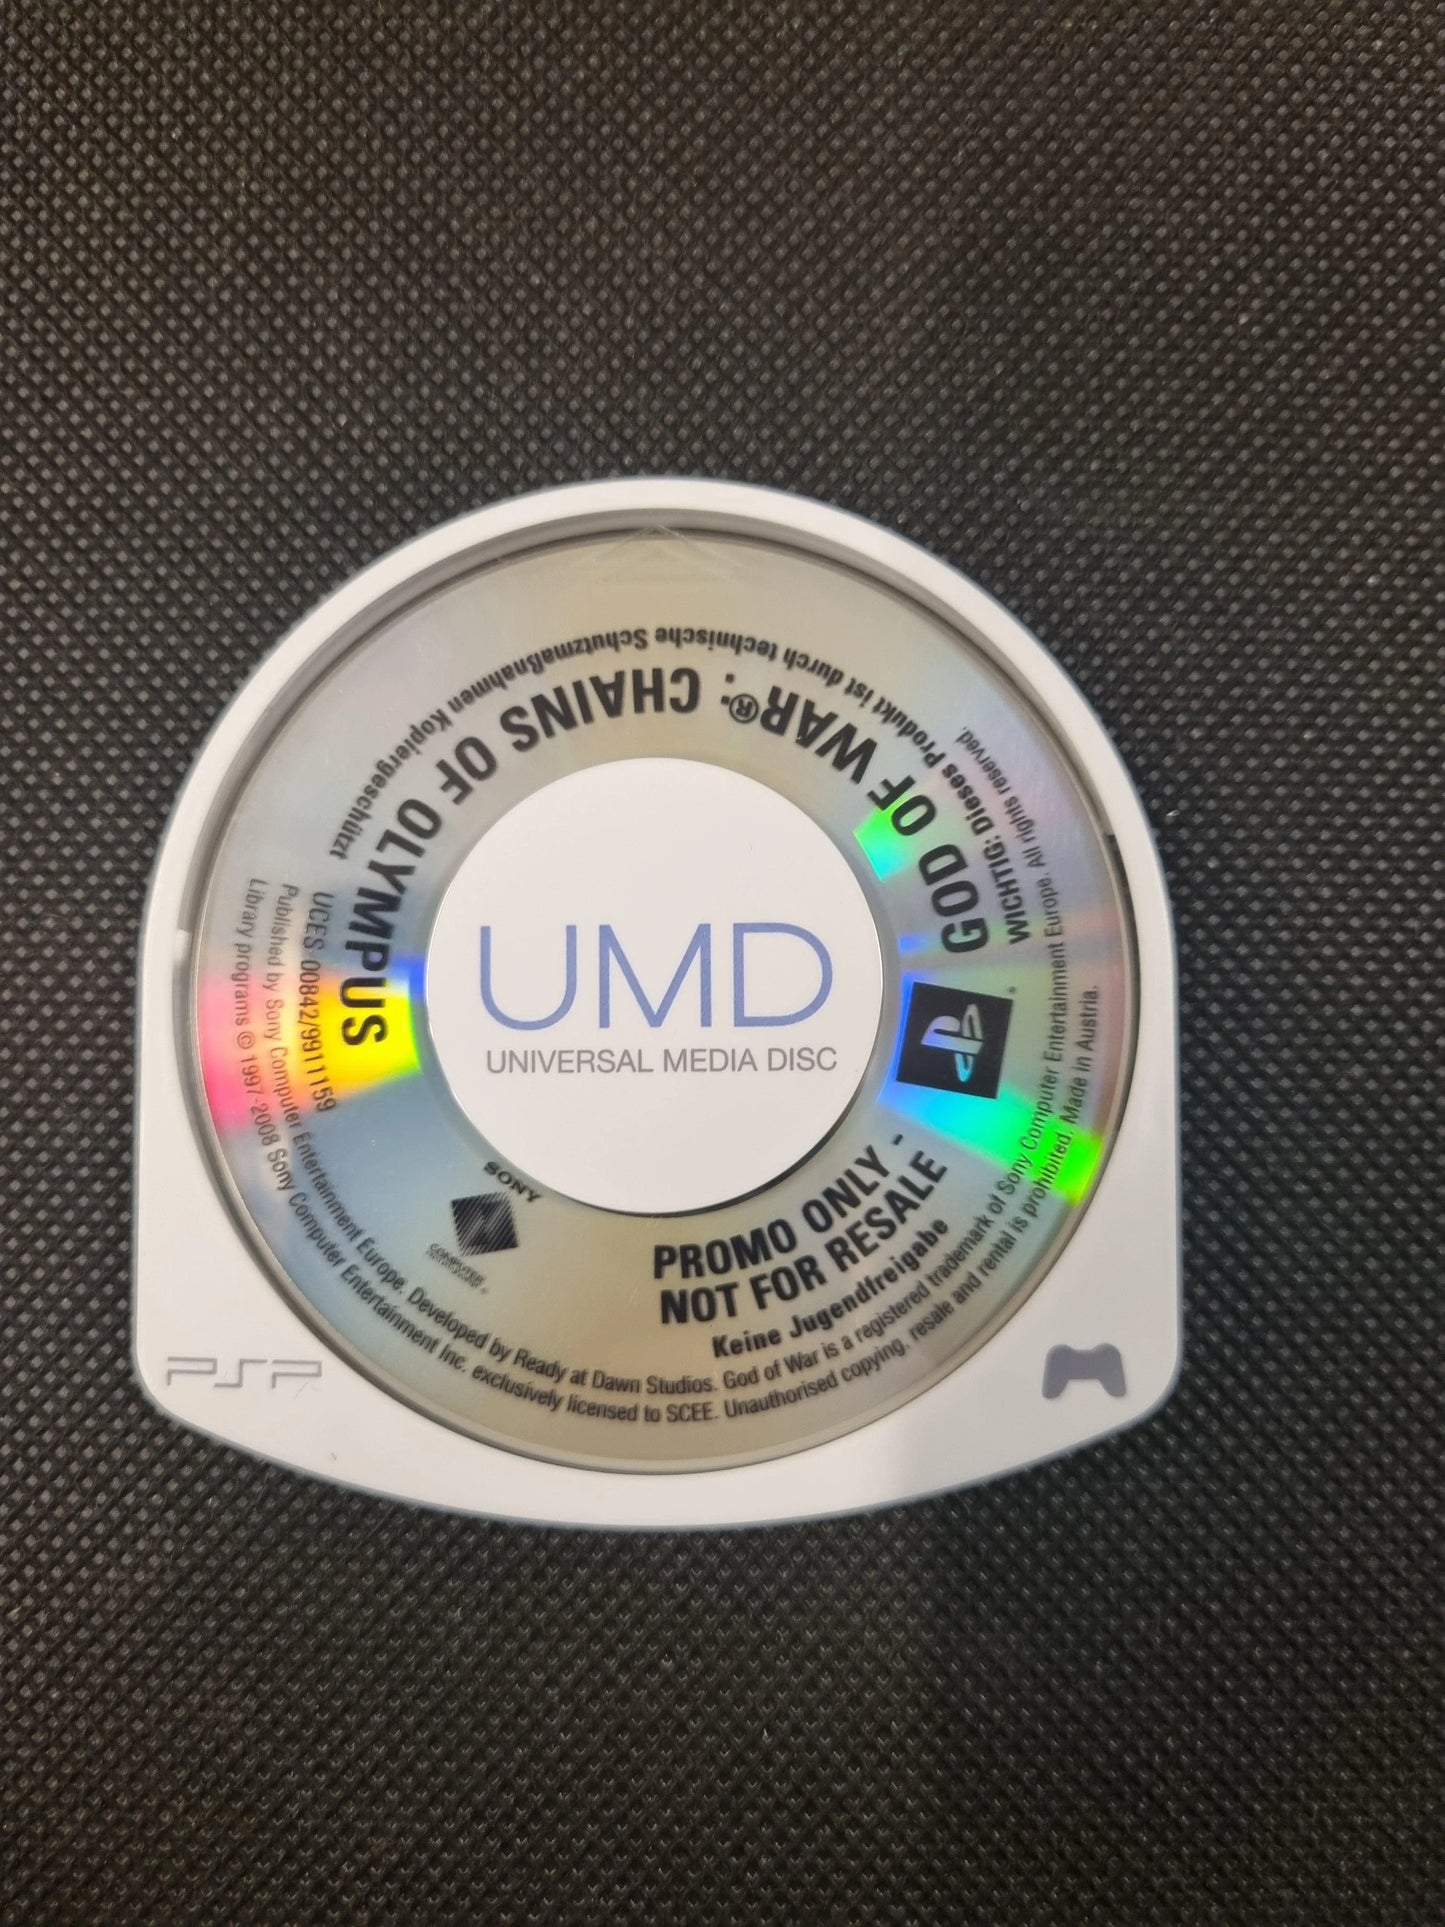 GOD OF WAR®: CHAINS OF OLYMPUS
WICHTIG: Dieses Produkt ist durch technische Schutzmaßnahmen Kopiergeschützt
UCES 00842/99111159
Published by Sony Computer Entertainment Europe. Developed by Ready at Dawn Studios. God of War is a registered trademark of Sony Computer Entertainment Europe. All rights reserved.
Library programs © 1997-2008 Sony Computer Entertainment Inc. exclusively licensed to SCEE. Unauthorised copying, resale and rental is prohibited. Made in Austria.
UMD
UNIVERSAL MEDIA DISC
SONY
COMPUTER
PROMO ONLY -
NOT FOR RESALE
Keine Jugendfreigabe
PSP